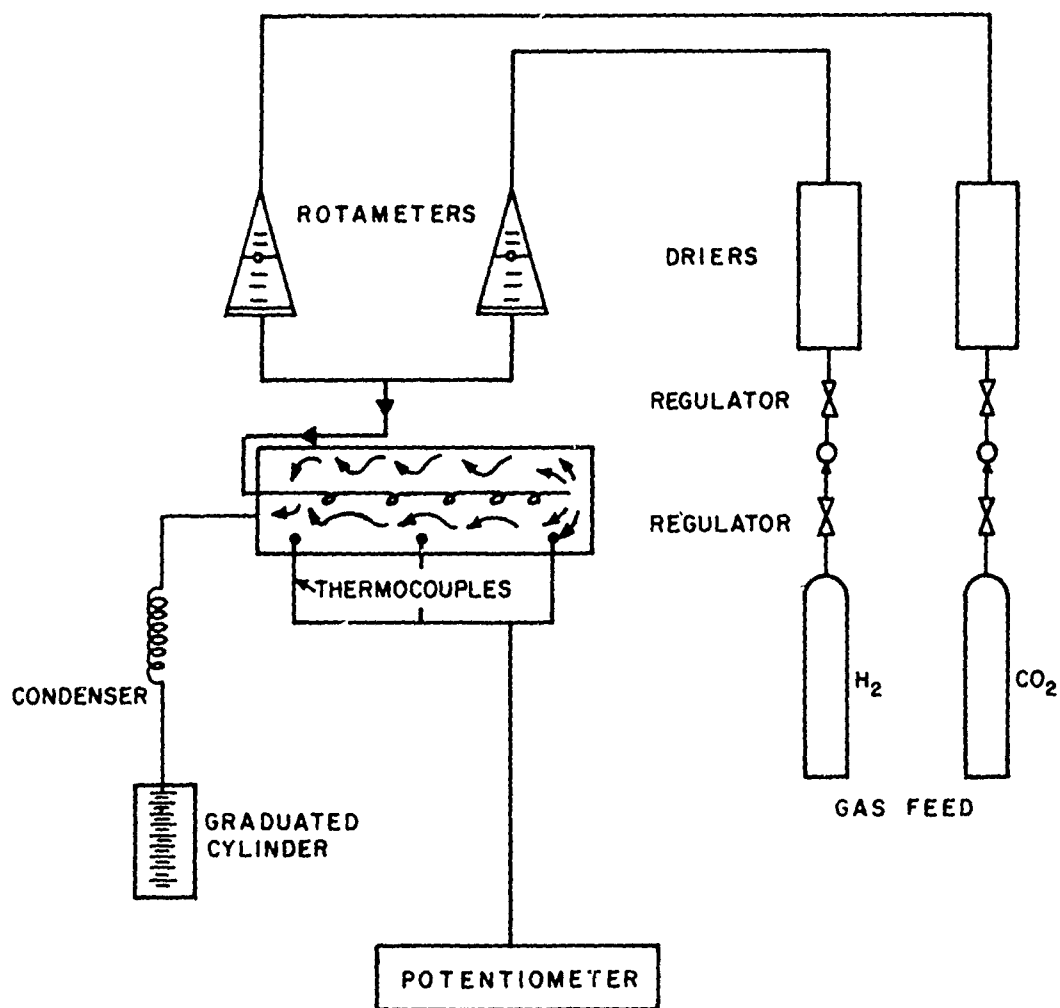 ROTAMETERS
DRIERS
REGULATOR
REGULATOR
THERMOCOUPLES
H₂
CO₂
CONDENSER
GAS FEED
GRADUATED
CYLINDER
POTENTIOMETER